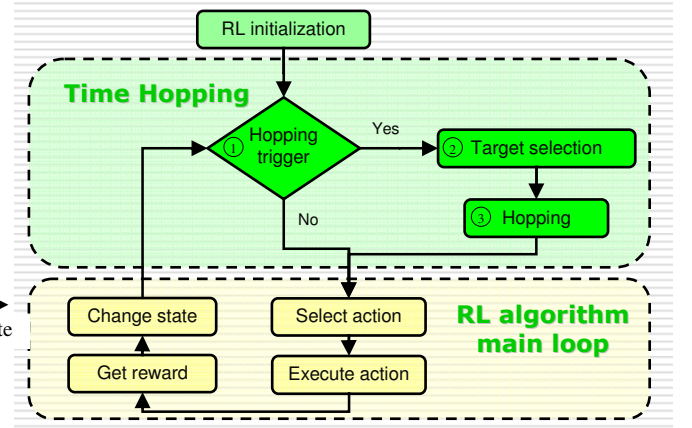 RL initialization
Time Hopping
① Hopping
trigger
Yes
② Target selection
③ Hopping
No
Change state
Select action
RL algorithm
main loop
te
Get reward
Execute action